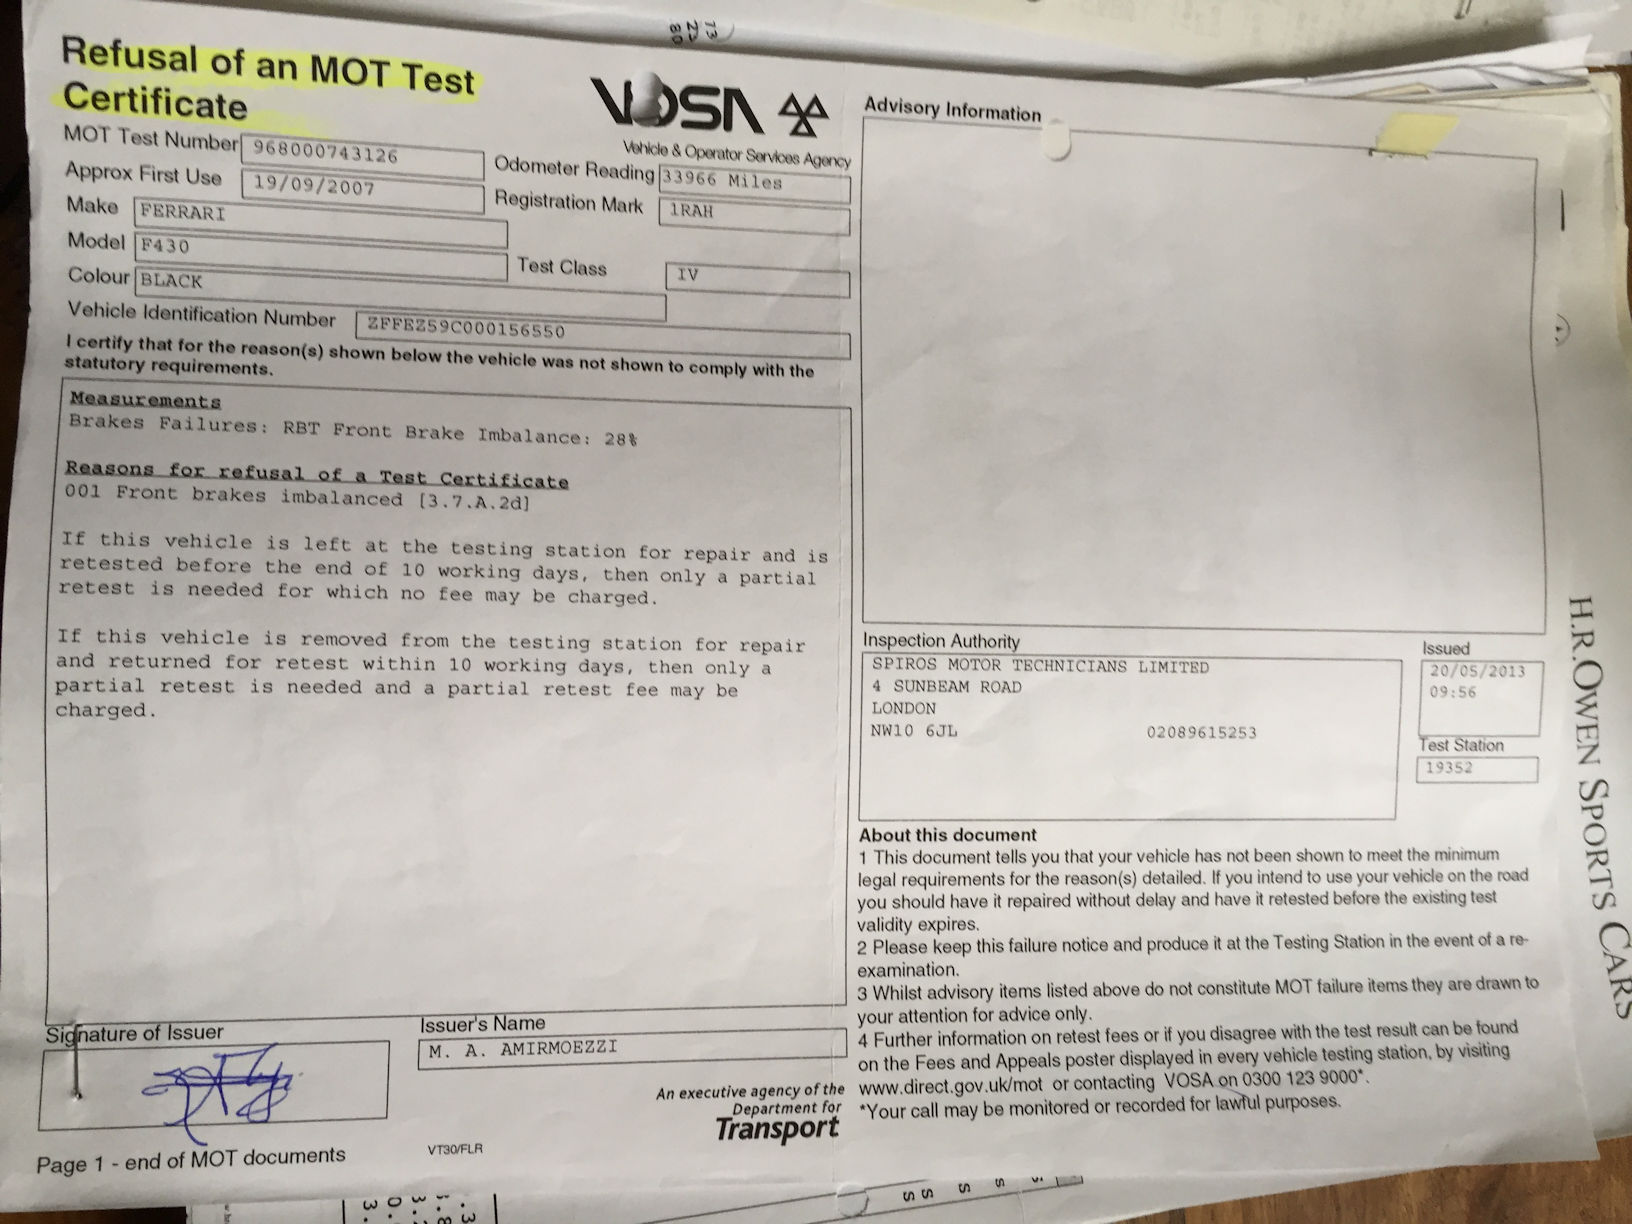 Refusal of an MOT Test
Certificate
VOSA
Vehicle & Operator Services Agency
MOT Test Number 968000743126
Approx First Use 19/09/2007
Odometer Reading 33966 Miles
Make FERRARI
Registration Mark 1RAH
Model F430
Test Class IV
Colour BLACK
Vehicle Identification Number ZFFEZ59C000156550
I certify that for the reason(s) shown below the vehicle was not shown to comply with the
statutory requirements.
Measurements
Brakes Failures: RBT Front Brake Imbalance: 28%
Reasons for refusal of a Test Certificate
001 Front brakes imbalanced [3.7.A.2d]
If this vehicle is left at the testing station for repair and is
retested before the end of 10 working days, then only a partial
retest is needed for which no fee may be charged.
If this vehicle is removed from the testing station for repair
and returned for retest within 10 working days, then only a
partial retest is needed and a partial retest fee may be
charged.
Signature of Issuer
Issuer's Name
M. A. AMIRMOEZZI
An executive agency of the
Department for
Transport
Page 1 - end of MOT documents
VT30/FLR
Advisory Information
Inspection Authority
SPIROS MOTOR TECHNICIANS LIMITED
4 SUNBEAM ROAD
LONDON
NW10 6JL 02089615253
Issued
20/05/2013
09:56
Test Station
19352
About this document
1 This document tells you that your vehicle has not been shown to meet the minimum
legal requirements for the reason(s) detailed. If you intend to use your vehicle on the road
you should have it repaired without delay and have it retested before the existing test
validity expires.
2 Please keep this failure notice and produce it at the Testing Station in the event of a re-
examination.
3 Whilst advisory items listed above do not constitute MOT failure items they are drawn to
your attention for advice only.
4 Further information on retest fees or if you disagree with the test result can be found
on the Fees and Appeals poster displayed in every vehicle testing station, by visiting
www.direct.gov.uk/mot or contacting VOSA on 0300 123 9000*.
*Your call may be monitored or recorded for lawful purposes.
H.R.OWEN SPORTS CARS